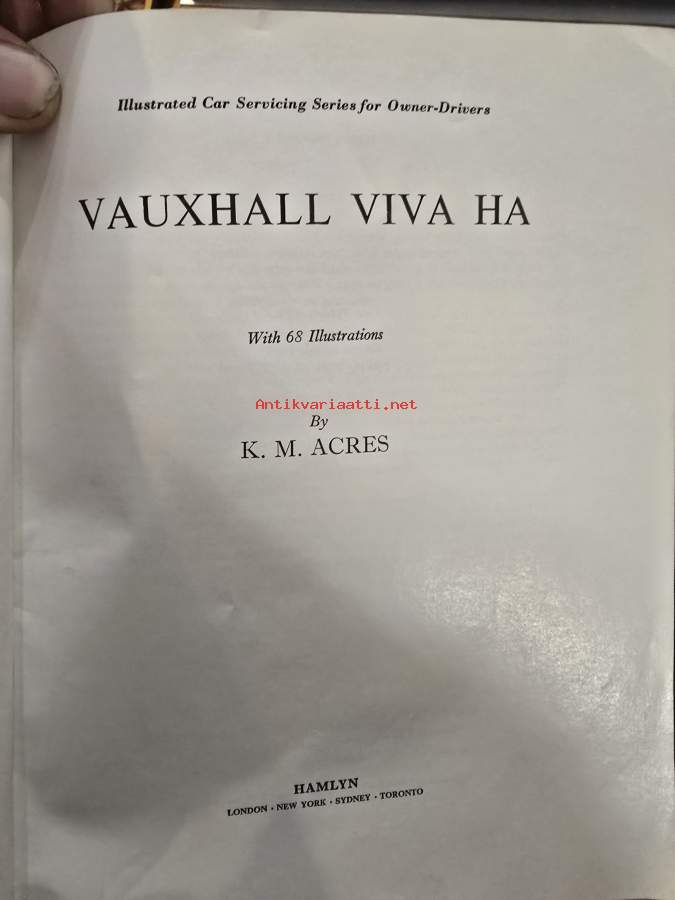 Illustrated Car Servicing Series for Owner-Drivers
VAUXHALL VIVA HA
With 68 Illustrations
Antikvariaatti.net
By
K. M. ACRES
HAMLYN
LONDON · NEW YORK · SYDNEY · TORONTO